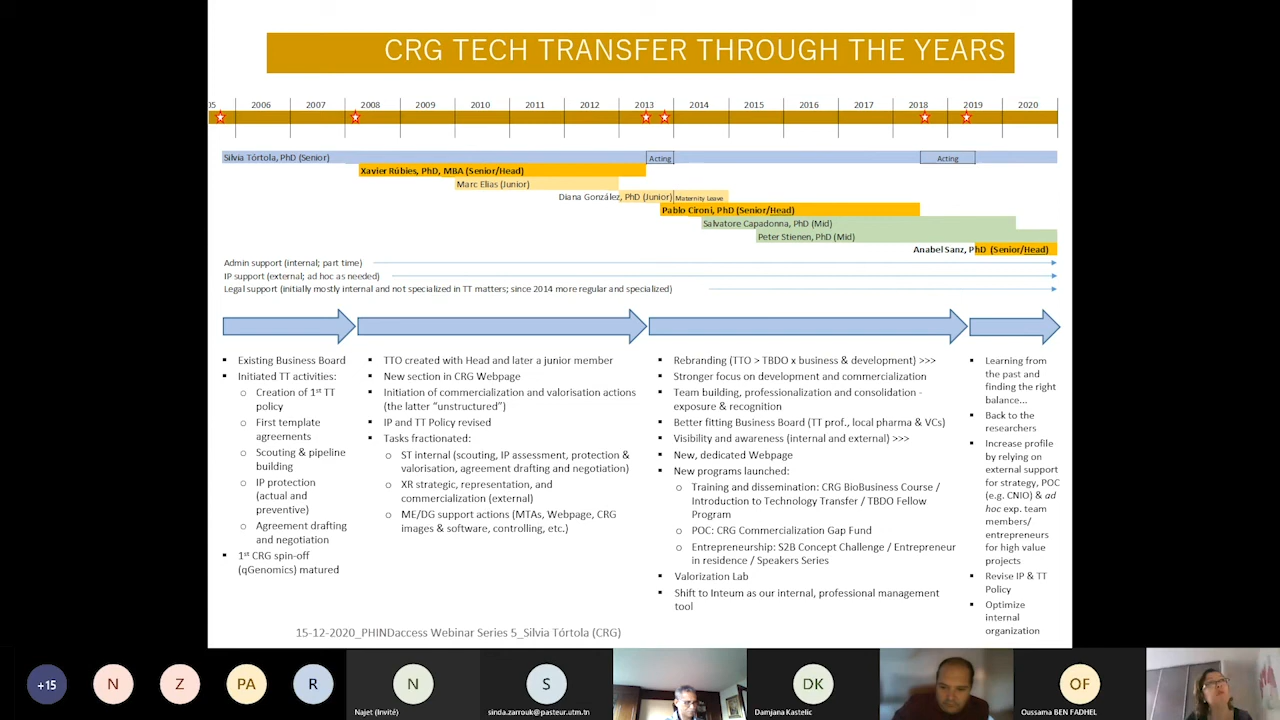 CRG TECH TRANSFER THROUGH THE YEARS
05 2006 2007 2008 2009 2010 2011 2012 2013 2014 2015 2016 2017 2018 2019 2020
Silvia Tórtola, PhD (Senior)
Acting
Acting
Xavier Rúbies, PhD, MBA (Senior/Head)
Marc Elias (Junior)
Diana González, PhD (Junior)
Maternity Leave
Pablo Cironi, PhD (Senior/Head)
Salvatore Capadonna, PhD (Mid)
Peter Stienen, PhD (Mid)
Anabel Sanz, PhD (Senior/Head)
Admin support (internal; part time)
IP support (external; ad hoc as needed)
Legal support (initially mostly internal and not specialized in TT matters; since 2014 more regular and specialized)
▪ Existing Business Board
▪ Initiated TT activities:
o Creation of 1st TT
policy
o First template
agreements
o Scouting & pipeline
building
o IP protection
(actual and
preventive)
o Agreement drafting
and negotiation
▪ 1st CRG spin-off
(qGenomics) matured
▪ TTO created with Head and later a junior member
▪ New section in CRG Webpage
▪ Initiation of commercialization and valorisation actions
(the latter “unstructured”)
▪ IP and TT Policy revised
▪ Tasks fractionated:
o ST internal (scouting, IP assessment, protection &
valorisation, agreement drafting and negotiation)
o XR strategic, representation, and
commercialization (external)
o ME/DG support actions (MTAs, Webpage, CRG
images & software, controlling, etc.)
▪ Rebranding (TTO > TBDO x business & development) >>>
▪ Stronger focus on development and commercialization
▪ Team building, professionalization and consolidation -
exposure & recognition
▪ Better fitting Business Board (TT prof., local pharma & VCs)
▪ Visibility and awareness (internal and external) >>>
▪ New, dedicated Webpage
▪ New programs launched:
o Training and dissemination: CRG BioBusiness Course /
Introduction to Technology Transfer / TBDO Fellow
Program
o POC: CRG Commercialization Gap Fund
o Entrepreneurship: S2B Concept Challenge / Entrepreneur
in residence / Speakers Series
▪ Valorization Lab
▪ Shift to Inteum as our internal, professional management
tool
▪ Learning from
the past and
finding the right
balance...
▪ Back to the
researchers
▪ Increase profile
by relying on
external support
for strategy, POC
(e.g. CNIO) & ad
hoc exp. team
members/
entrepreneurs
for high value
projects
▪ Revise IP & TT
Policy
▪ Optimize
internal
organization
15-12-2020_PHINDaccess Webinar Series 5_Silvia Tórtola (CRG)
+15
N
Z
PA
R
N
Najet (Invité)
S
sinda.zarrouk@pasteur.utm.tn
DK
Damjana Kastelic
OF
Oussama BEN FADHEL